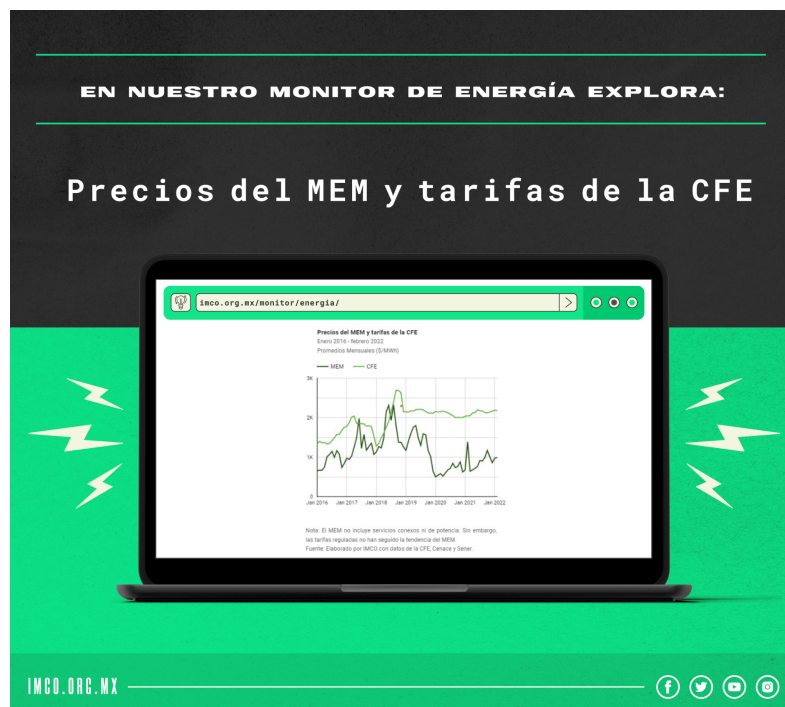 EN NUESTRO MONITOR DE ENERGÍA EXPLORA:
Precios del MEM y tarifas de la CFE
imco.org.mx/monitor/energia/
Precios del MEM y tarifas de la CFE
Enero 2016 - febrero 2022
Promedios Mensuales ($/MWh)
MEM CFE
3K
2K
1K
0
Jan 2016 Jan 2017 Jan 2018 Jan 2019 Jan 2020 Jan 2021 Jan 2022
Nota: El MEM no incluye servicios conexos ni de potencia. Sin embargo,
las tarifas reguladas no han seguido la tendencia del MEM.
Fuente: Elaborado por IMCO con datos de la CFE, Cenace y Sener.
IMCO.ORG.MX